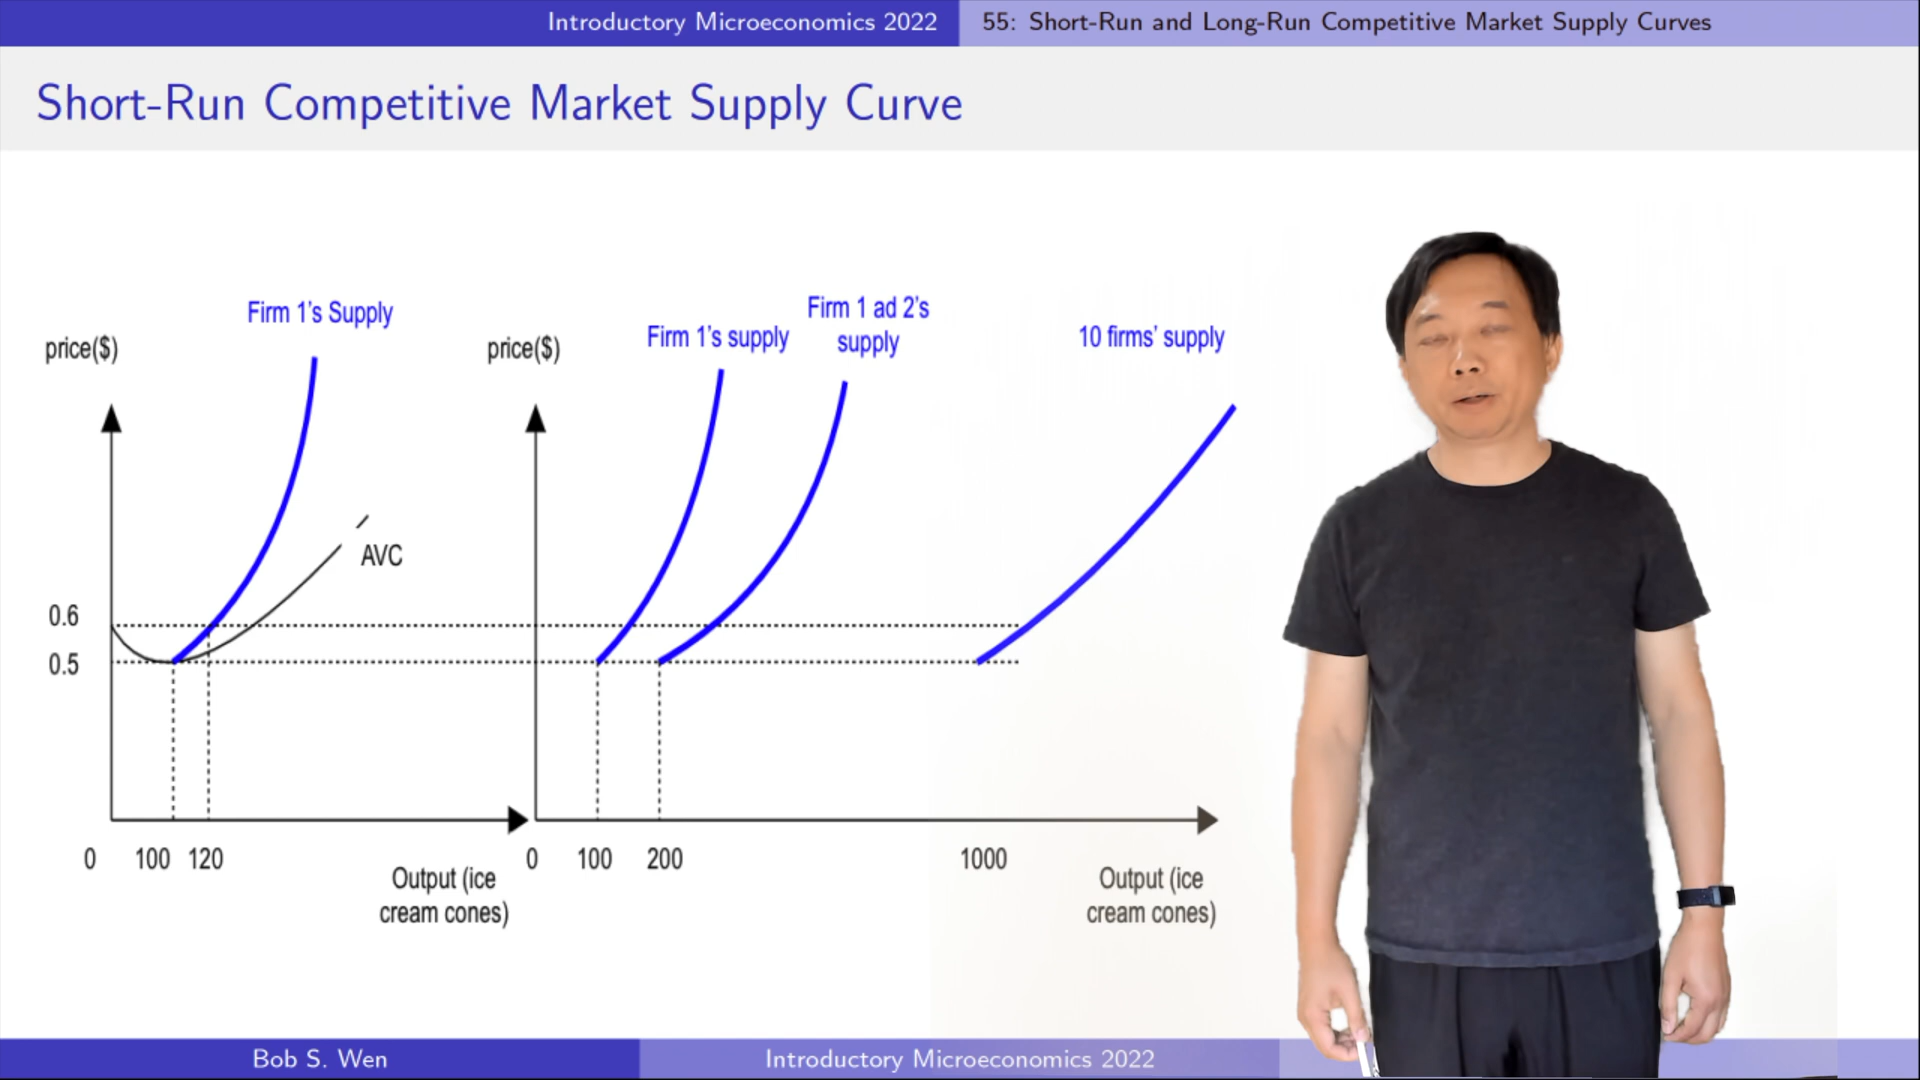 Introductory Microeconomics 2022
55: Short-Run and Long-Run Competitive Market Supply Curves
Short-Run Competitive Market Supply Curve
Firm 1's Supply
price($)
AVC
0.6
0.5
0
100
120
Output (ice
cream cones)
price($)
Firm 1's supply
Firm 1 ad 2's
supply
10 firms' supply
0
100
200
1000
Output (ice
cream cones)
Bob S. Wen
Introductory Microeconomics 2022